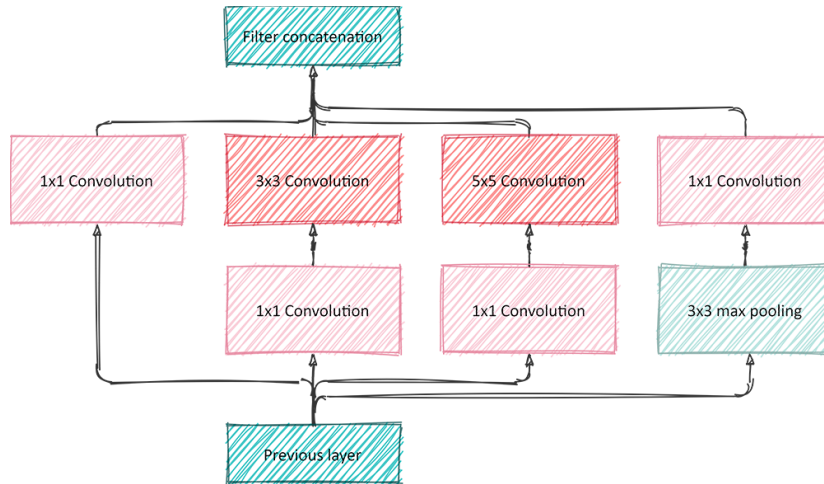 Filter concatenation
1x1 Convolution
3x3 Convolution
5x5 Convolution
1x1 Convolution
1x1 Convolution
1x1 Convolution
3x3 max pooling
Previous layer